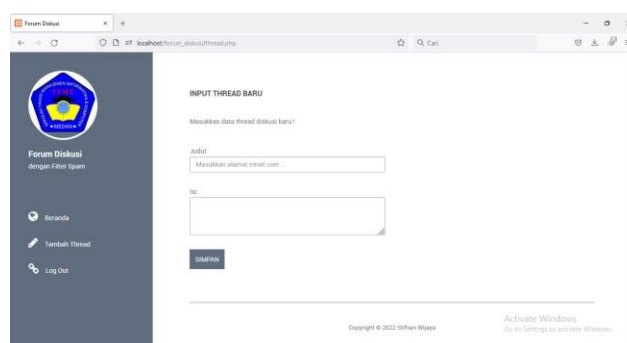 Forum Diskusi
localhost/forum_diskusi/thread.php
Cari
MEDAN
Forum Diskusi
dengan Filter Spam
Beranda
Tambah Thread
Log Out
INPUT THREAD BARU
Masukkan data thread diskusi baru !
Judul
Masukkan alamat email user ...
Isi
SIMPAN
Copyright © 2022 Stifvan Wijaya
Activate Windows
Go to Settings to activate Windows.